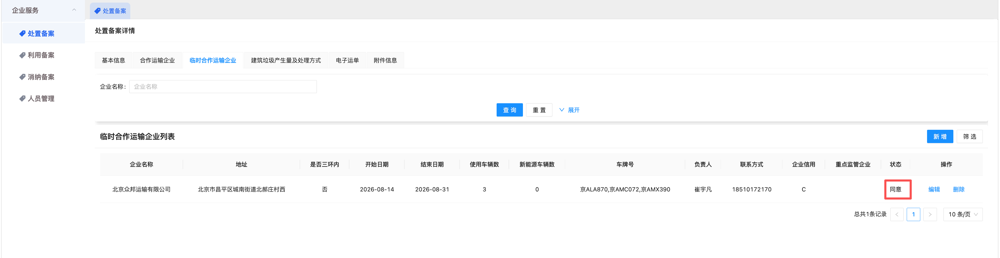 企业服务
处置备案
利用备案
消纳备案
人员管理
处置备案
处置备案详情
基本信息 合作运输企业 临时合作运输企业 建筑垃圾产生量及处理方式 电子运单 附件信息
企业名称: 企业名称
查 询 重 置 展开
临时合作运输企业列表 新 增 筛 选
企业名称 地址 是否三环内 开始日期 结束日期 使用车辆数 新能源车辆数 车牌号 负责人 联系方式 企业信用 重点监管企业 状态 操作
北京众邦运输有限公司 北京市昌平区城南街道北郝庄村西 否 2026-08-14 2026-08-31 3 0 京ALA870,京AMC072,京AMX390 崔宇凡 18510172170 C 同意 编辑 删除
总共1条记录 < 1 > 10 条/页